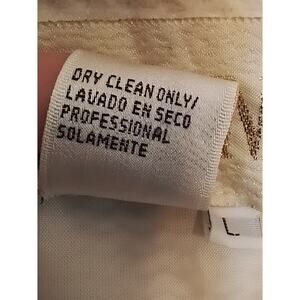 DRY CLEAN ONLY/
LAVADO EN SECO
PROFESSIONAL
SOLAMENTE
L